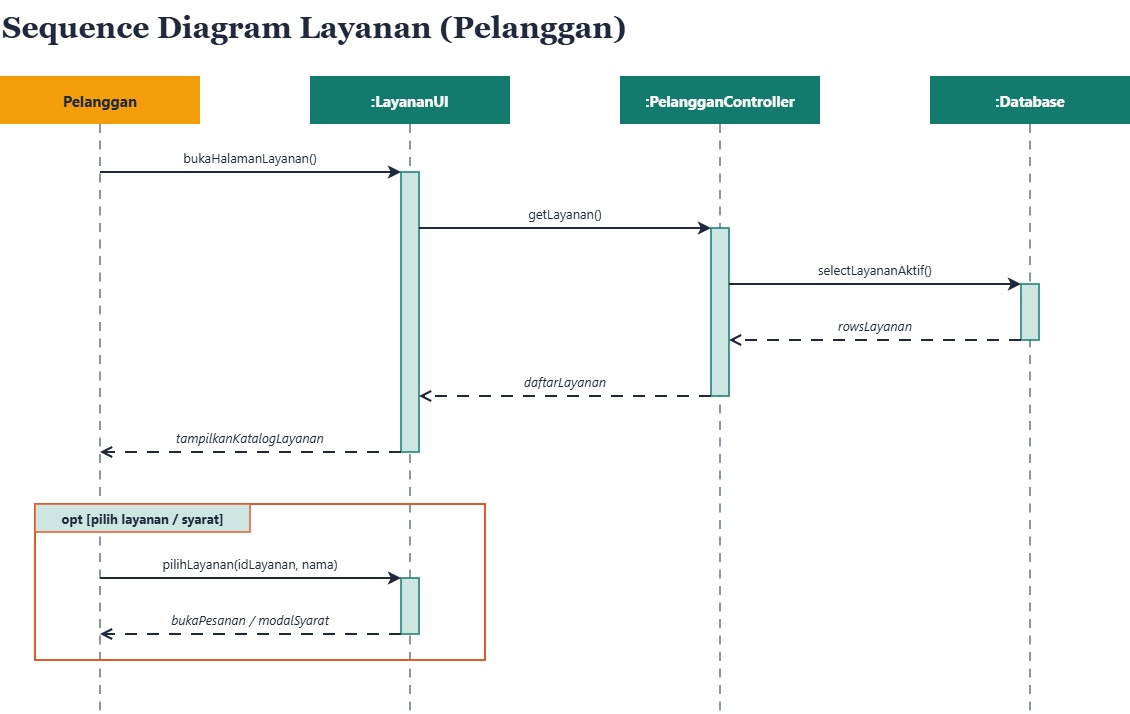 Sequence Diagram Layanan (Pelanggan)
Pelanggan
:LayananUI
:PelangganController
:Database
bukaHalamanLayanan()
getLayanan()
selectLayananAktif()
rowsLayanan
daftarLayanan
tampilkanKatalogLayanan
opt [pilih layanan / syarat]
pilihLayanan(idLayanan, nama)
bukaPesanan / modalSyarat